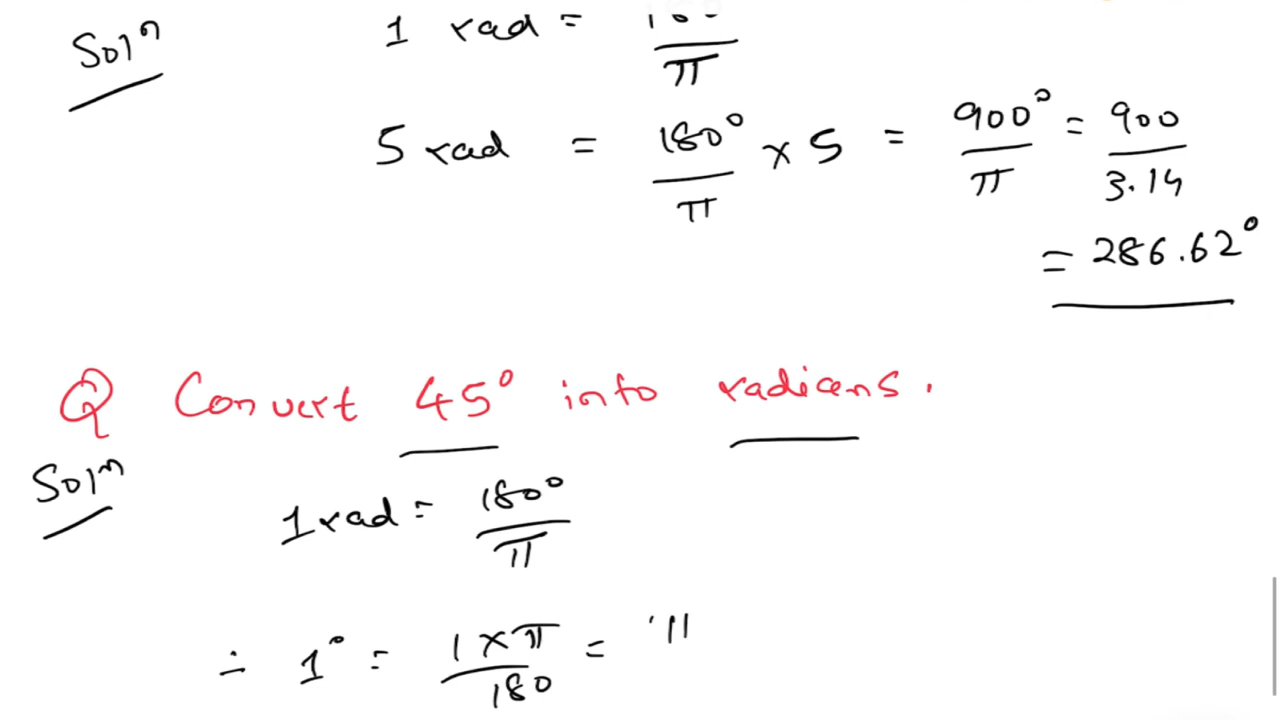 Solⁿ 1 rad = 180/π
5 rad = 180°/π × 5 = 900°/π = 900/3.14
= 286.62°
Q Convert 45° into radians.
Solⁿ
1 rad = 180°/π
∴ 1° = 1×π/180 = π